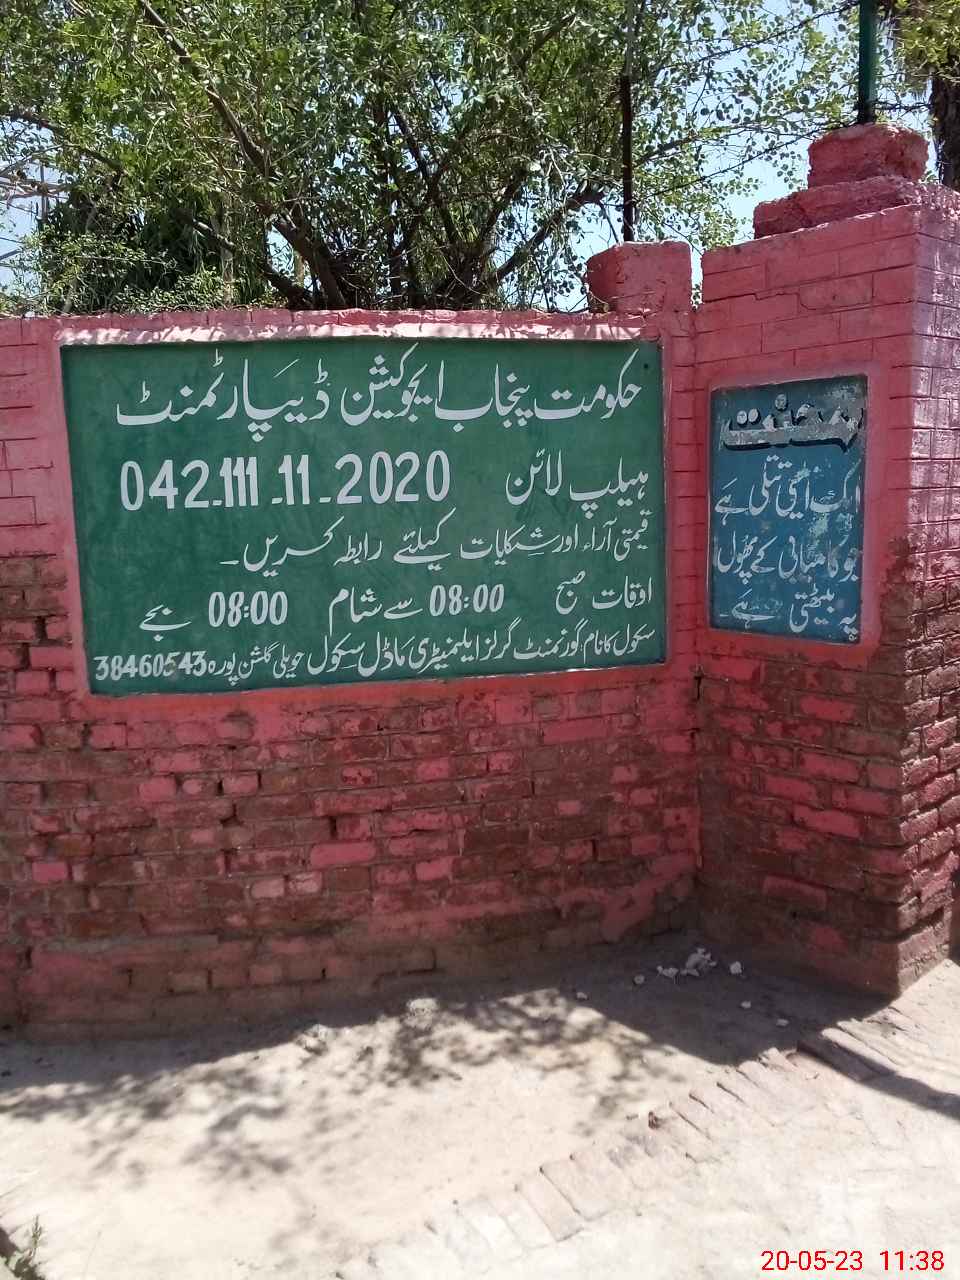 حکومت پنجاب ایجوکیشن ڈیپارٹمنٹ
ہیلپ لائن 042-111-11-2020
قیمتی آراء اور شکایات کیلئے رابطہ کریں۔
اوقات صبح 08:00 سے شام 08:00 بجے
سکول کا نام گورنمنٹ گرلز ایلیمنٹری ماڈل سکول حویلی گلشن پورہ 38460543
محنت
ایک ایسی تتلی ہے
جو کامیابی کے پھولوں
پہ بیٹھتی ہے۔
20-05-23 11:38